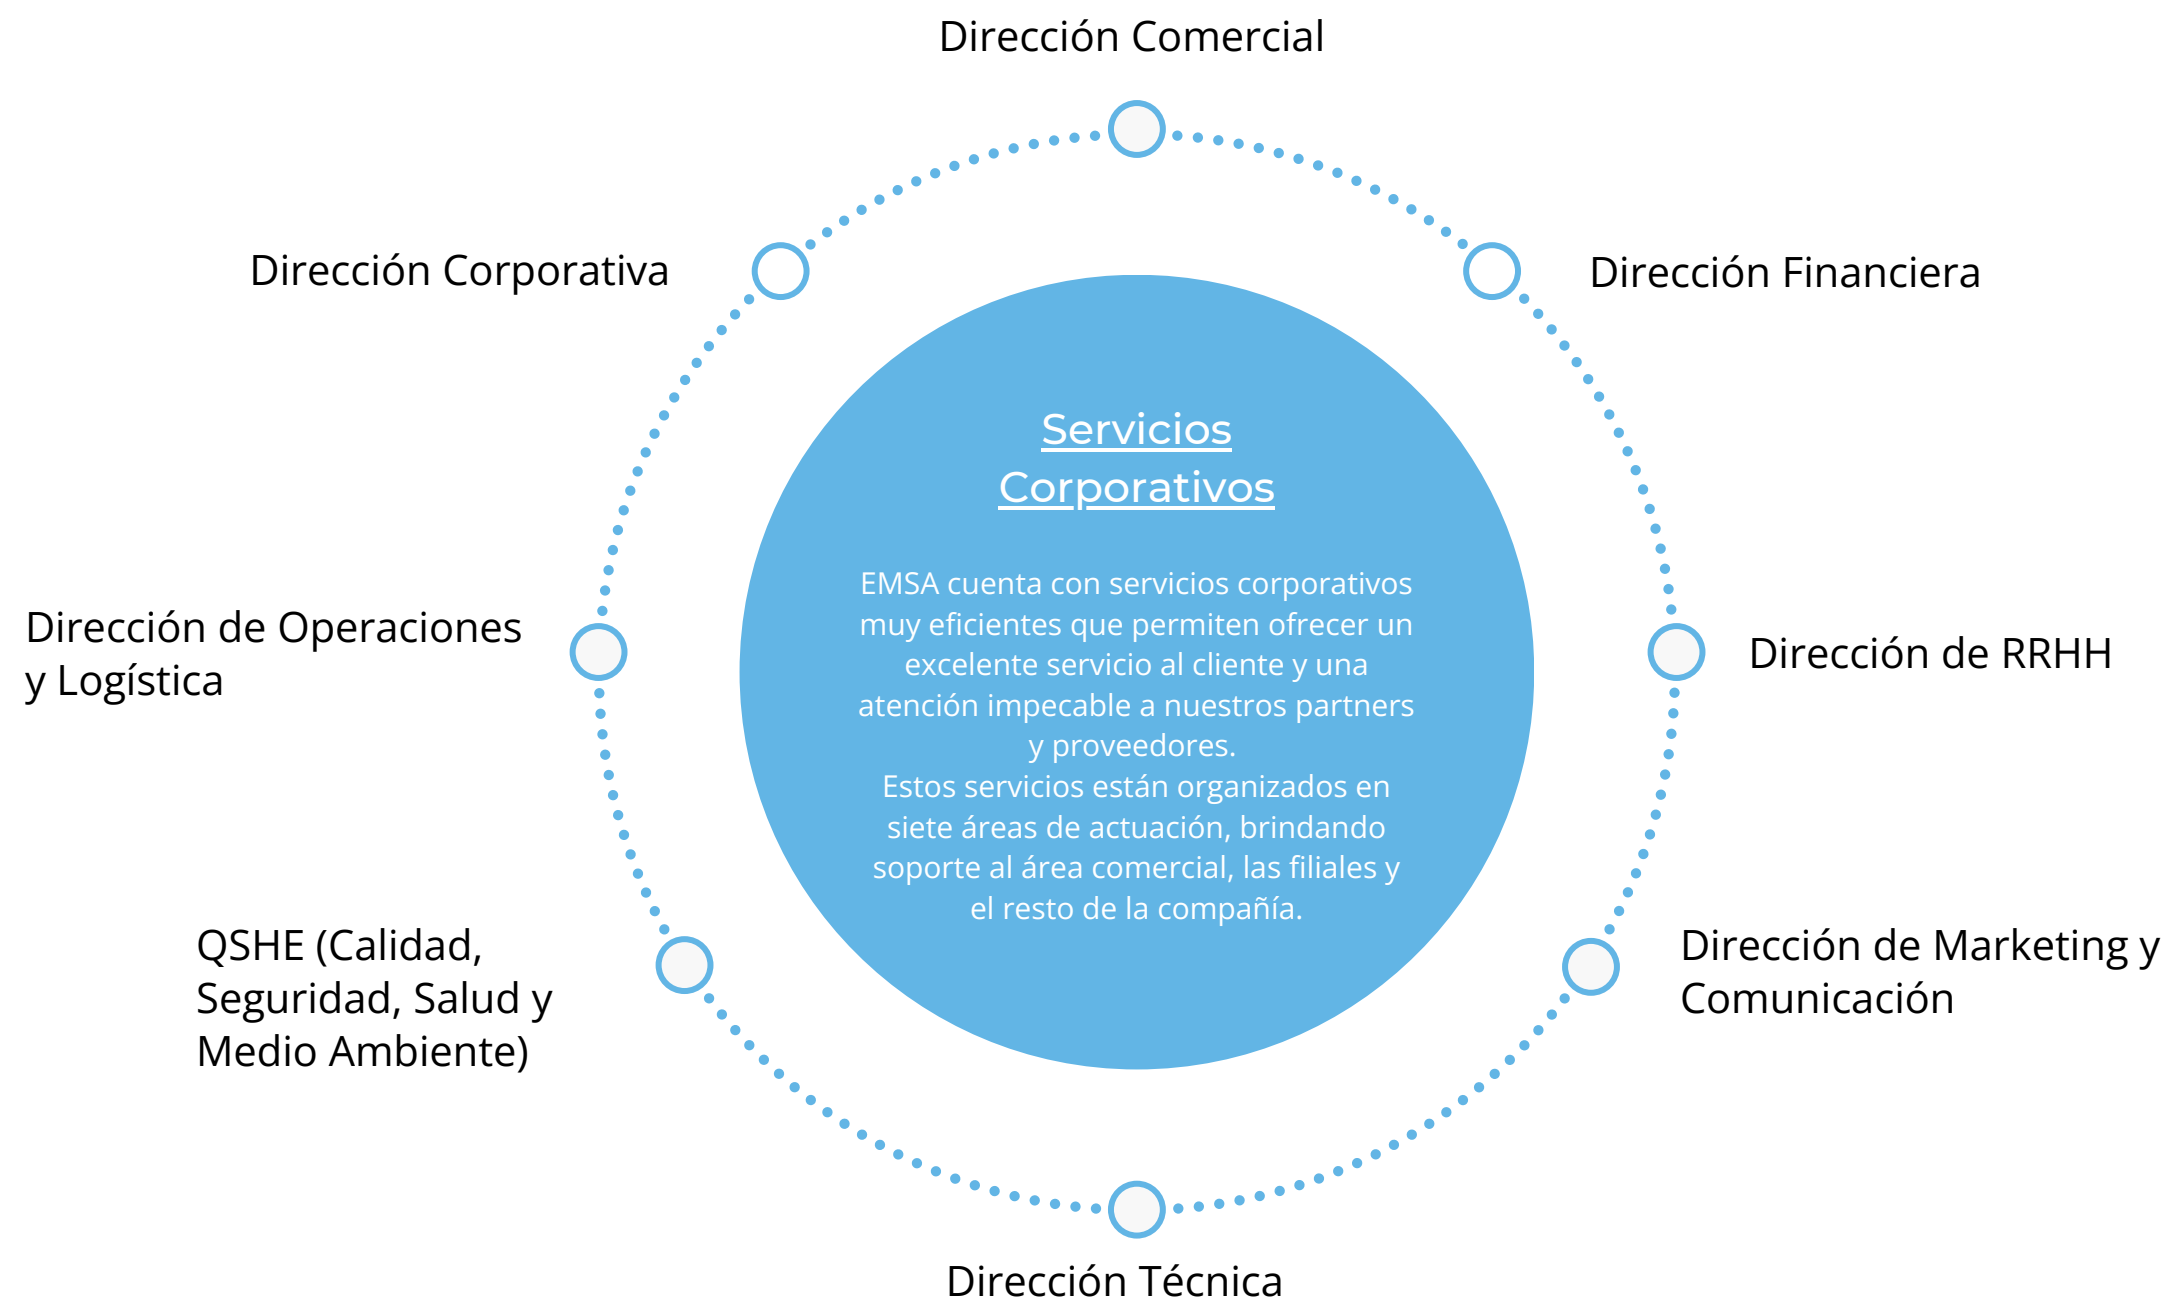 Dirección Comercial
Dirección Corporativa
Dirección Financiera
Servicios
Corporativos
EMSA cuenta con servicios corporativos
muy eficientes que permiten ofrecer un
excelente servicio al cliente y una
atención impecable a nuestros partners
y proveedores.
Estos servicios están organizados en
siete áreas de actuación, brindando
soporte al área comercial, las filiales y
el resto de la compañía.
Dirección de Operaciones
y Logística
Dirección de RRHH
QSHE (Calidad,
Seguridad, Salud y
Medio Ambiente)
Dirección de Marketing y
Comunicación
Dirección Técnica